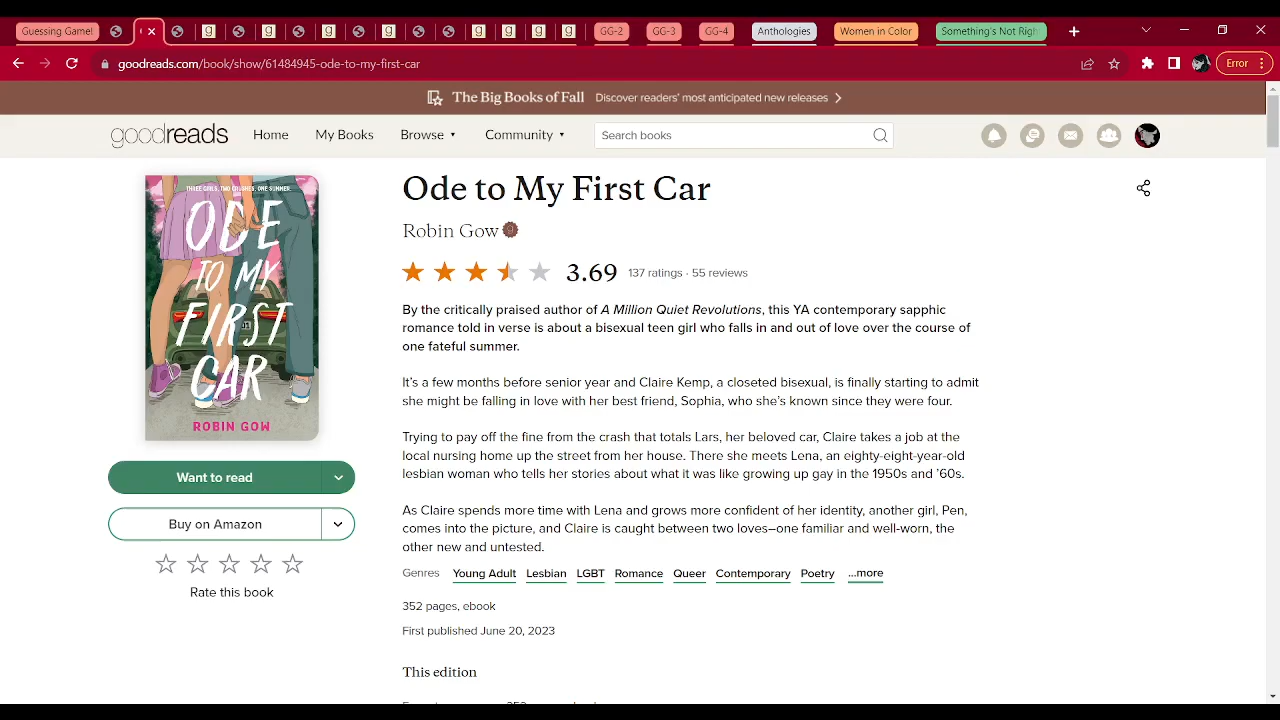 Guessing Game!
GG-2
GG-3
GG-4
Anthologies
Women in Color
Something's Not Righ
goodreads.com/book/show/61484945-ode-to-my-first-car
Error
The Big Books of Fall Discover readers' most anticipated new releases
goodreads
Home
My Books
Browse
Community
Search books
THREE GIRLS. TWO CRUSHES. ONE SUMMER.
ODE
TO MY
FIRST
CAR
ROBIN GOW
Want to read
Buy on Amazon
Rate this book
Ode to My First Car
Robin Gow
3.69 137 ratings · 55 reviews
By the critically praised author of A Million Quiet Revolutions, this YA contemporary sapphic
romance told in verse is about a bisexual teen girl who falls in and out of love over the course of
one fateful summer.
It's a few months before senior year and Claire Kemp, a closeted bisexual, is finally starting to admit
she might be falling in love with her best friend, Sophia, who she's known since they were four.
Trying to pay off the fine from the crash that totals Lars, her beloved car, Claire takes a job at the
local nursing home up the street from her house. There she meets Lena, an eighty-eight-year-old
lesbian woman who tells her stories about what it was like growing up gay in the 1950s and '60s.
As Claire spends more time with Lena and grows more confident of her identity, another girl, Pen,
comes into the picture, and Claire is caught between two loves–one familiar and well-worn, the
other new and untested.
Genres Young Adult Lesbian LGBT Romance Queer Contemporary Poetry ...more
352 pages, ebook
First published June 20, 2023
This edition